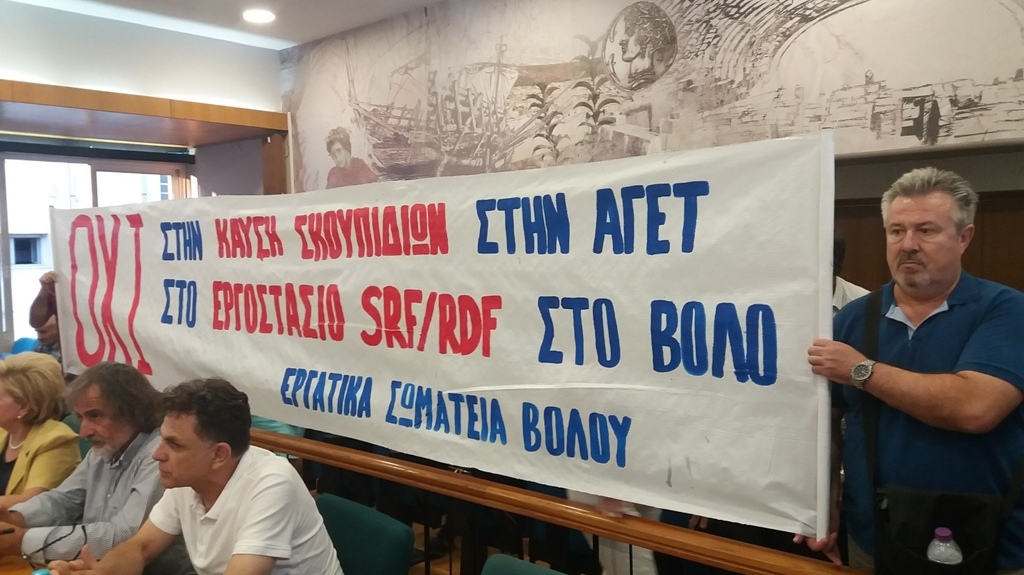 ΟΧΙ
ΣΤΗΝ ΚΑΥΣΗ ΣΚΟΥΠΙΔΙΩΝ ΣΤΗΝ ΑΓΕΤ
ΣΤΟ ΕΡΓΟΣΤΑΣΙΟ SRF/RDF ΣΤΟ ΒΟΛΟ
ΕΡΓΑΤΙΚΑ ΣΩΜΑΤΕΙΑ ΒΟΛΟΥ